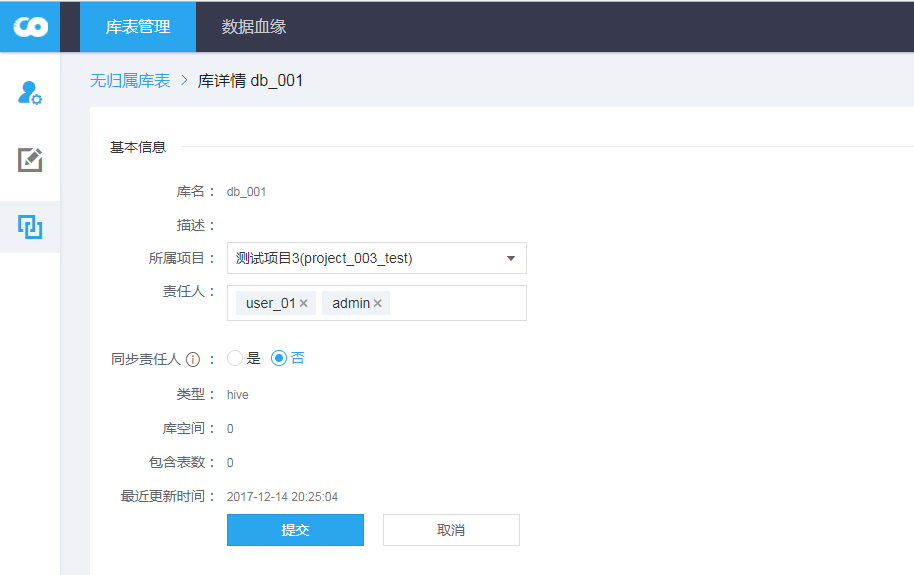 库表管理 数据血缘
无归属库表 > 库详情 db_001
基本信息
库名： db_001
描述：
所属项目： 测试项目3(project_003_test)
责任人： user_01 × admin ×
同步责任人 ： 是 否
类型： hive
库空间： 0
包含表数： 0
最近更新时间： 2017-12-14 20:25:04
提交 取消